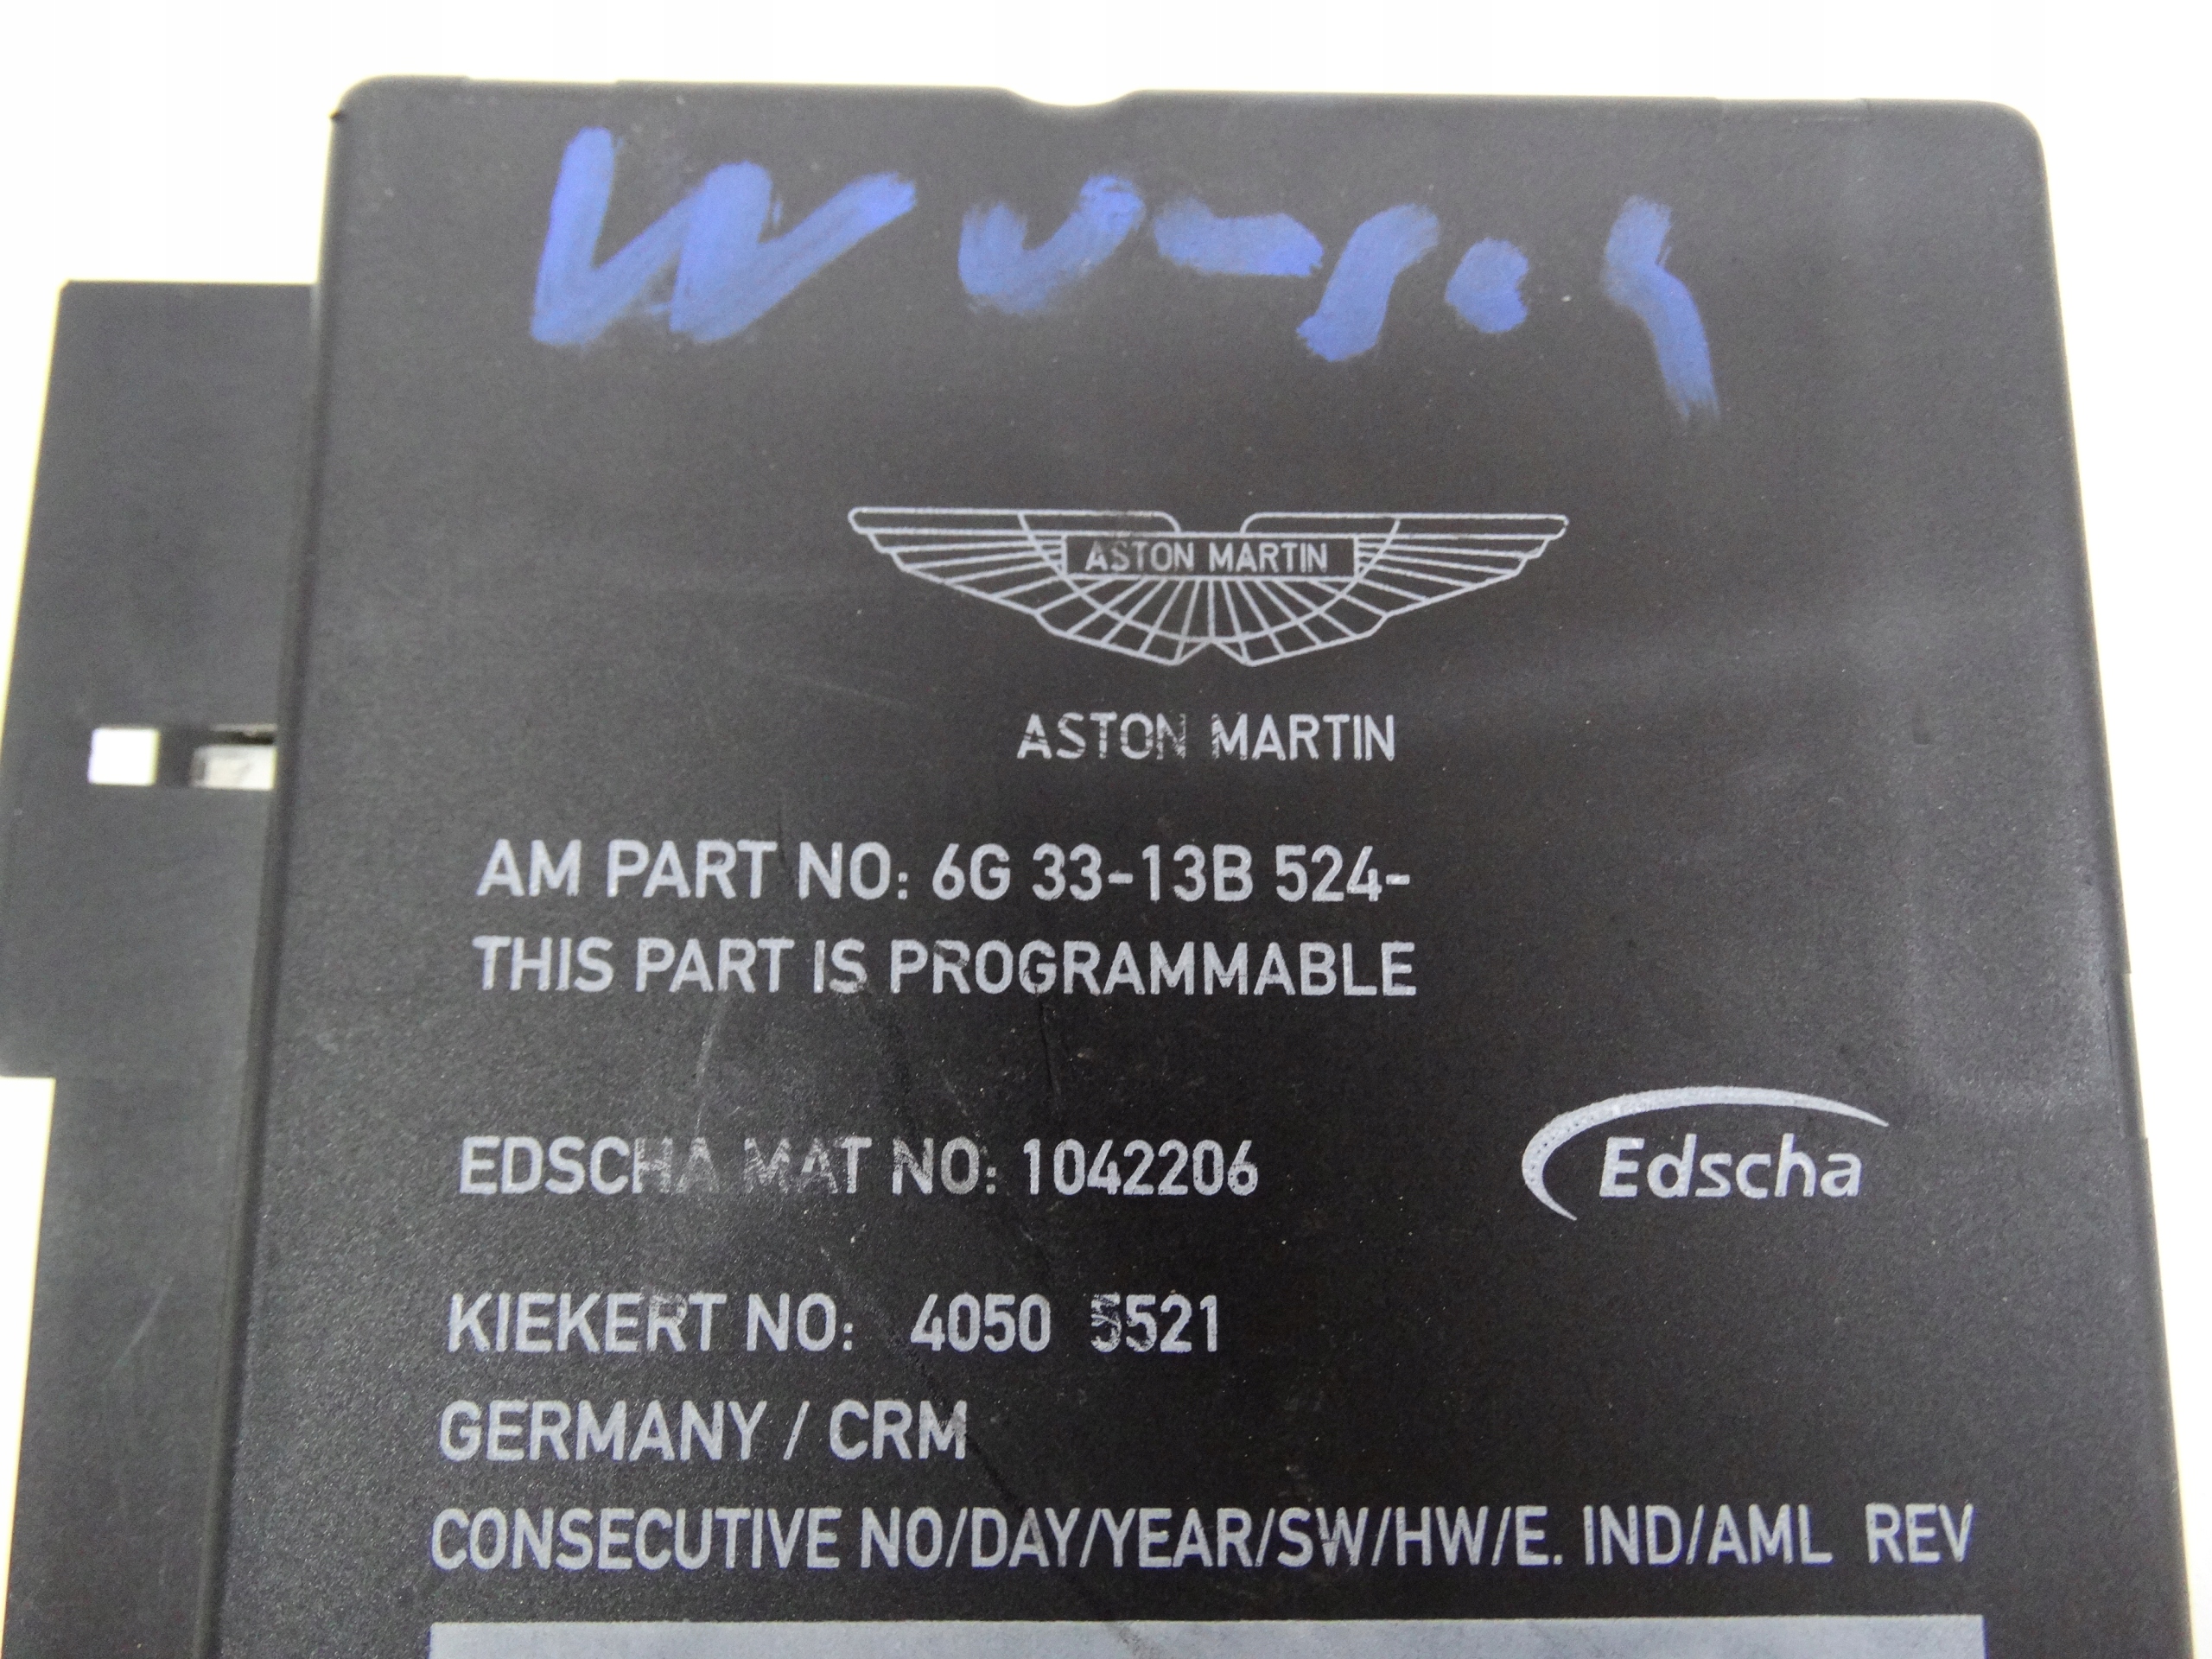 ASTON MARTIN
ASTON MARTIN
AM PART NO: 6G 33-13B 524-
THIS PART IS PROGRAMMABLE
EDSCHA MAT NO: 1042206
Edscha
KIEKERT NO: 4050 5521
GERMANY / CRM
CONSECUTIVE NO/DAY/YEAR/SW/HW/E. IND/AML REV